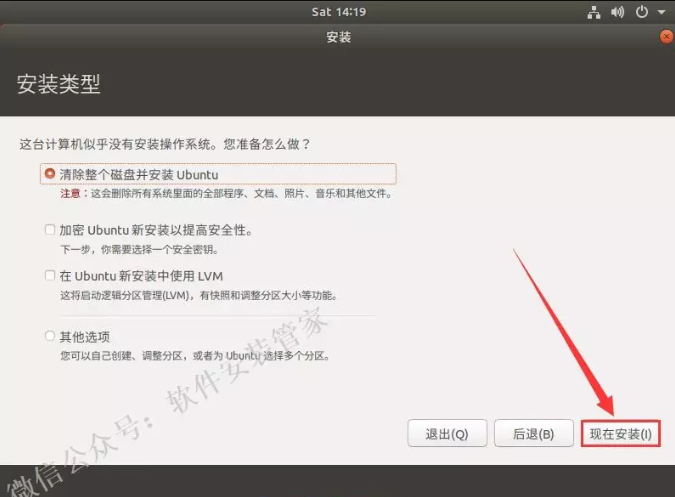 Sat 14:19
安装
安装类型
这台计算机似乎没有安装操作系统。您准备怎么做？
清除整个磁盘并安装 Ubuntu
注意：这会删除所有系统里面的全部程序、文档、照片、音乐和其他文件。
加密 Ubuntu 新安装以提高安全性。
下一步，你需要选择一个安全密钥。
在 Ubuntu 新安装中使用 LVM
这将启动逻辑分区管理(LVM)，有快照和调整分区大小等功能。
其他选项
您可以自己创建、调整分区，或者为 Ubuntu 选择多个分区。
退出(Q) 后退(B) 现在安装(I)
微信公众号：软件安装管家